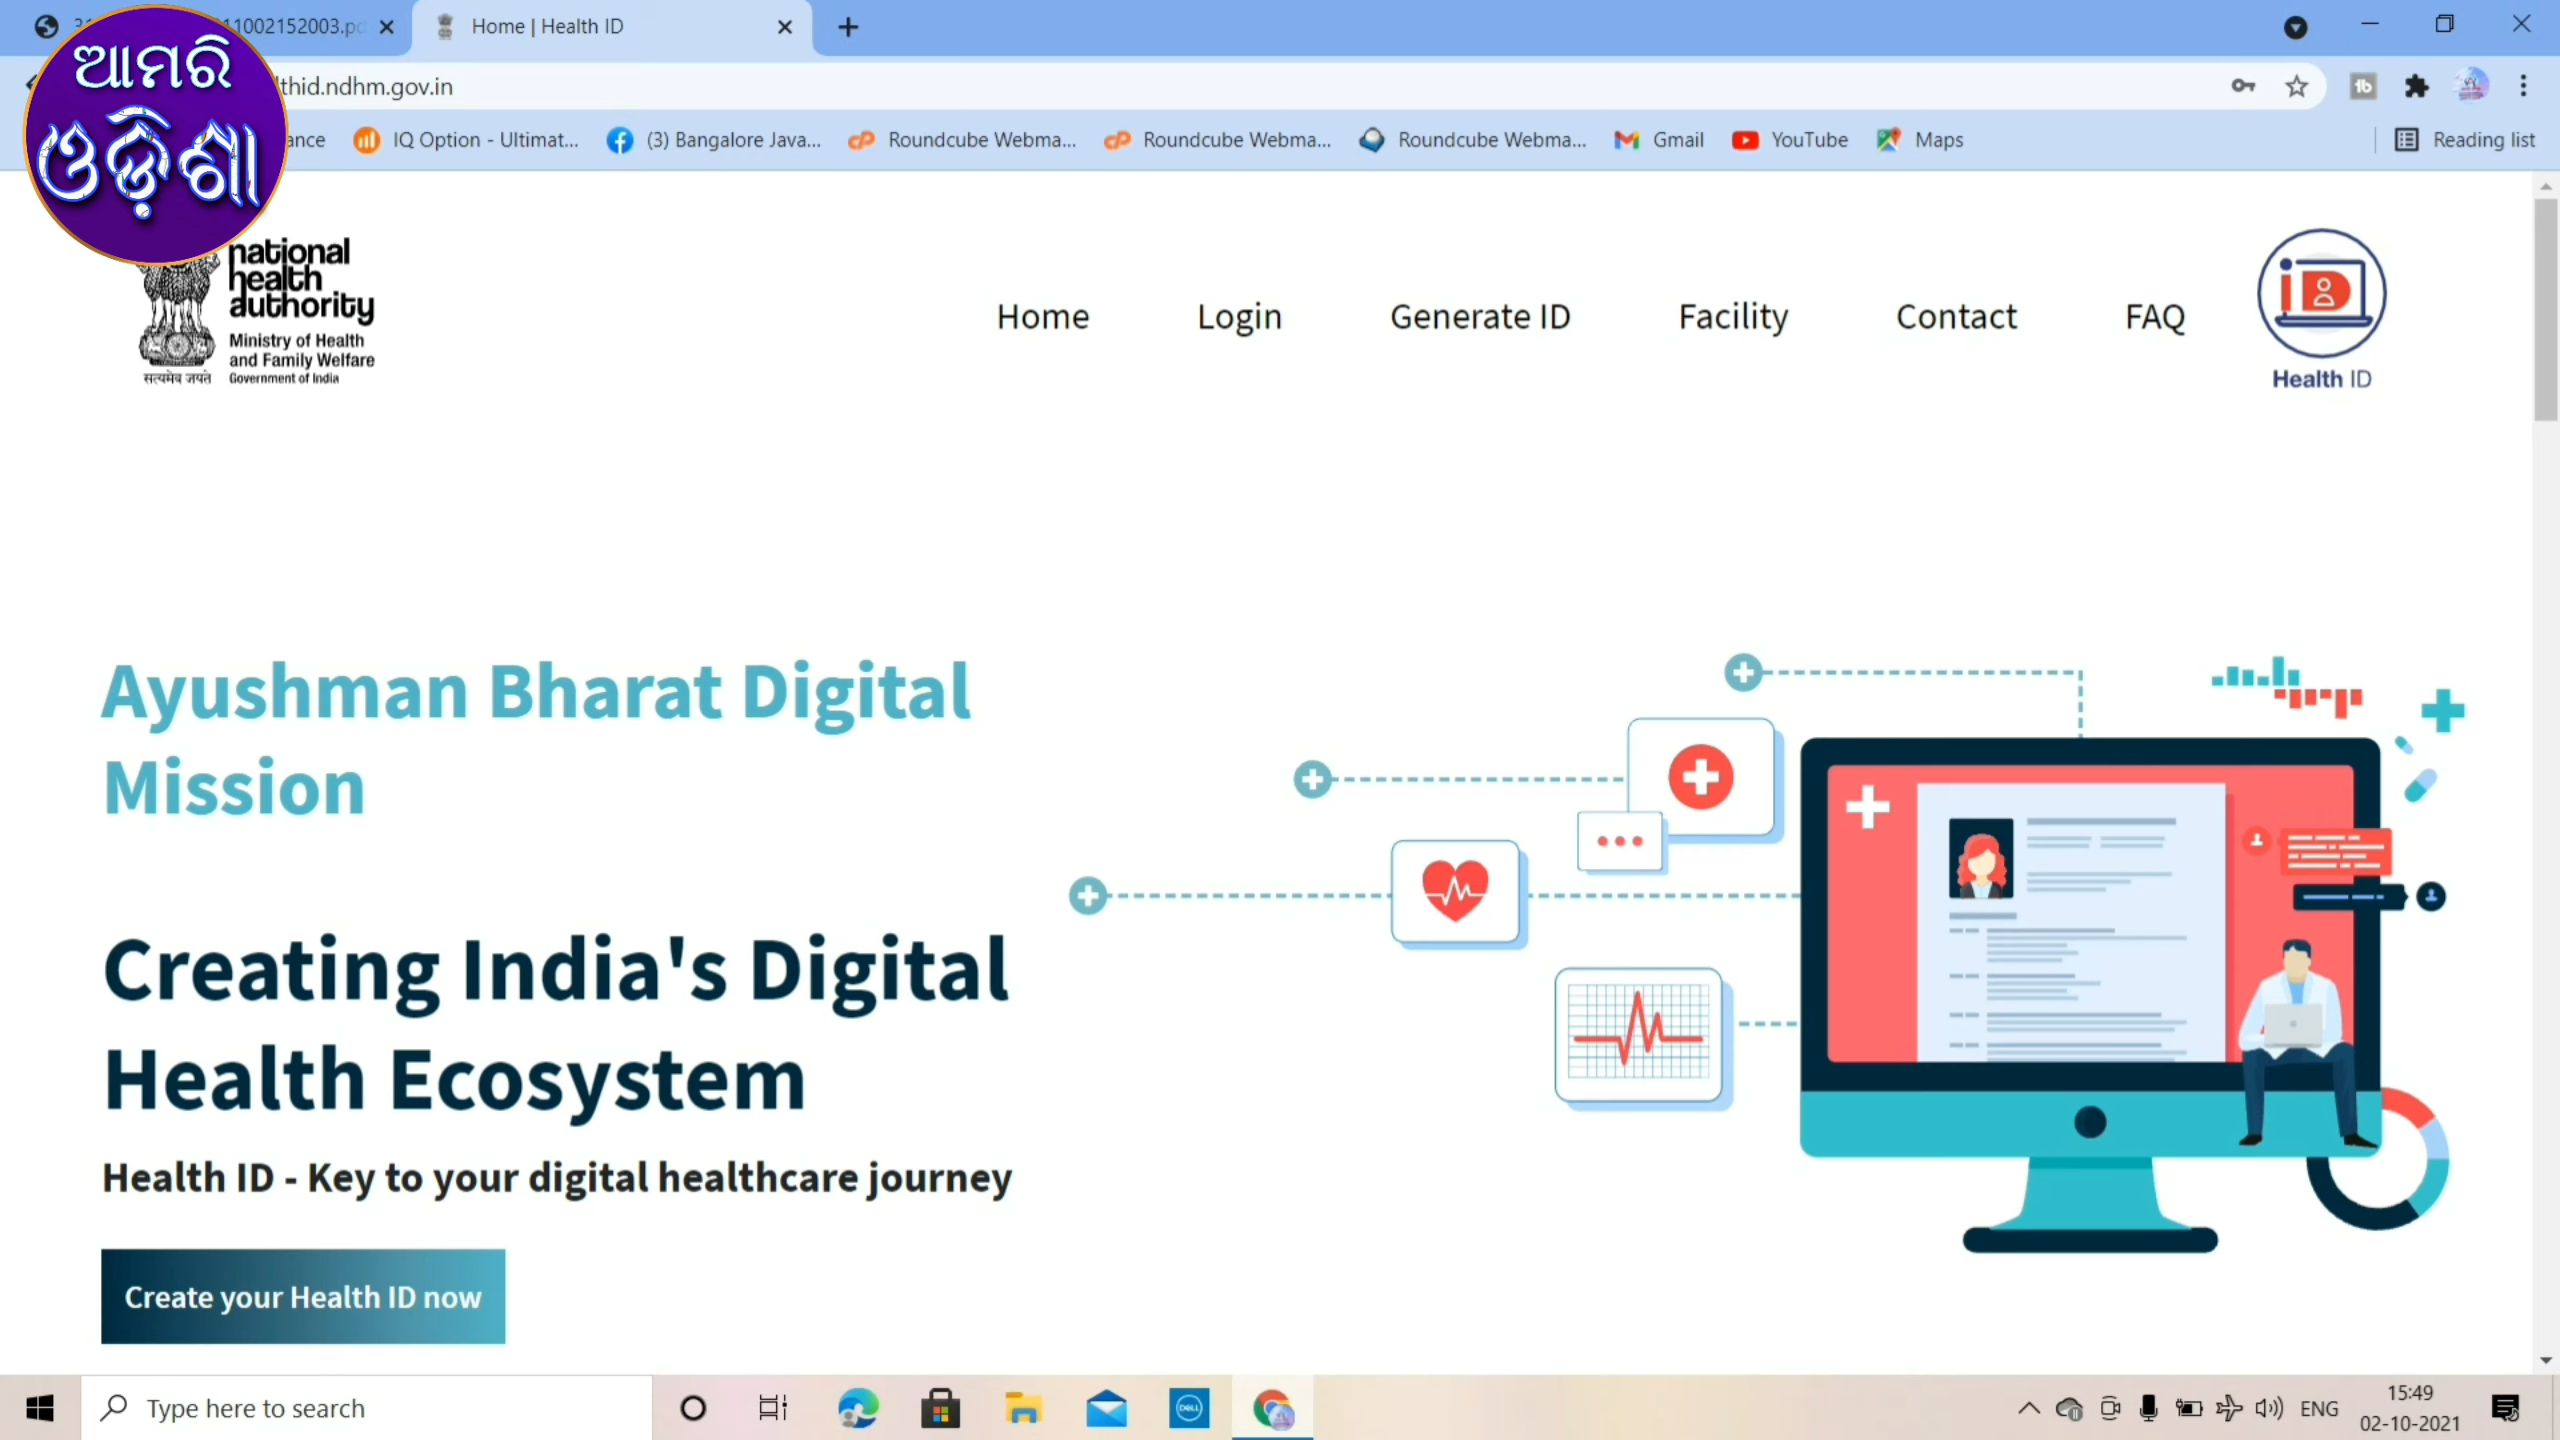 11002152003.pd
Home | Health ID
ଆମରି
ଓଡ଼ିଶା
thid.ndhm.gov.in
ance
IQ Option - Ultimat...
(3) Bangalore Java...
Roundcube Webma...
Roundcube Webma...
Roundcube Webma...
Gmail
YouTube
Maps
Reading list
national
health
authority
Ministry of Health
and Family Welfare
Government of India
सत्यमेव जयते
Home
Login
Generate ID
Facility
Contact
FAQ
Health ID
Ayushman Bharat Digital
Mission
Creating India's Digital
Health Ecosystem
Health ID - Key to your digital healthcare journey
Create your Health ID now
Type here to search
DELL
ENG
15:49
02-10-2021